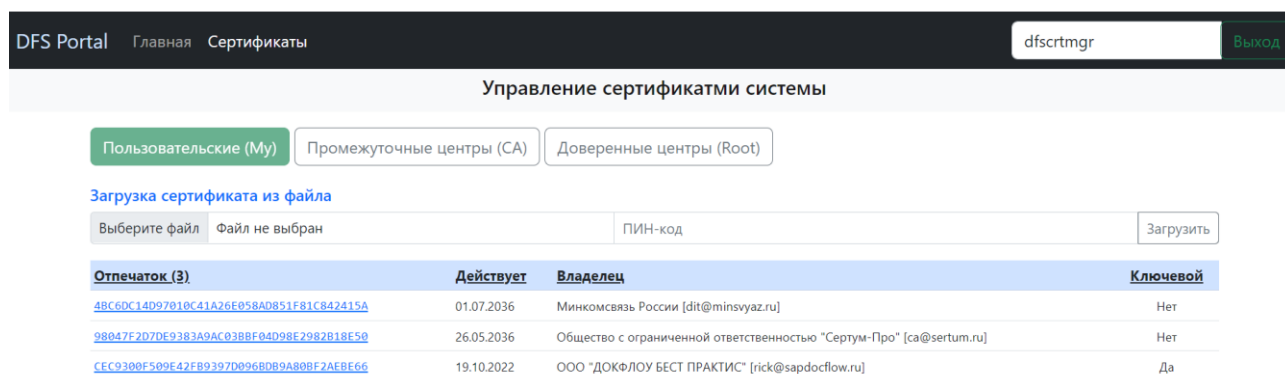 DFS Portal Главная Сертификаты dfscrtmgr Выход
Управление сертификатми системы
Пользовательские (My) Промежуточные центры (CA) Доверенные центры (Root)
Загрузка сертификата из файла
Выберите файл Файл не выбран ПИН-код Загрузить
Отпечаток (3) Действует Владелец Ключевой
4BC6DC14D97010C41A26E058AD851F81C842415A 01.07.2036 Минкомсвязь России [dit@minsvyaz.ru] Нет
98047F2D7DE9383A9AC03BBF04D98E2982B18E50 26.05.2036 Общество с ограниченной ответственностью "Сертум-Про" [ca@sertum.ru] Нет
CEC9300F509E42FB9397D096BDB9A80BF2AEBE66 19.10.2022 ООО "ДОКФЛОУ БЕСТ ПРАКТИС" [rick@sapdocflow.ru] Да